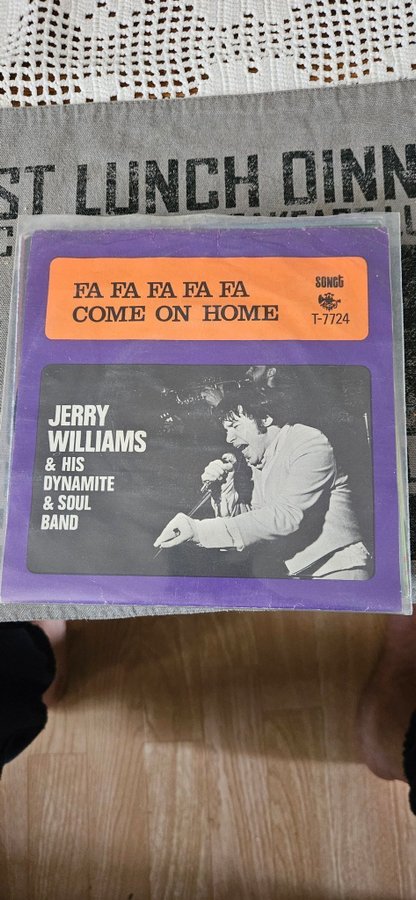 ST LUNCH DINN
FA FA FA FA FA
COME ON HOME
SONET
T-7724
JERRY
WILLIAMS
& HIS
DYNAMITE
& SOUL
BAND